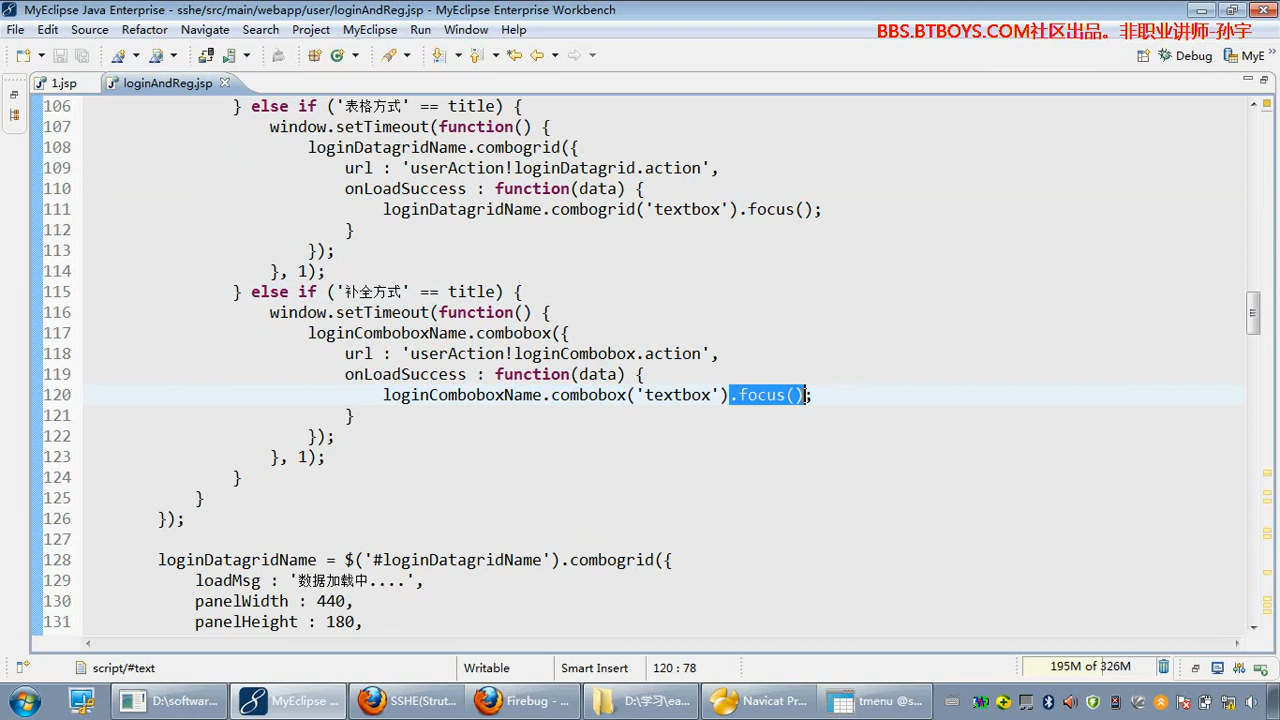 MyEclipse Java Enterprise - sshe/src/main/webapp/user/loginAndReg.jsp - MyEclipse Enterprise Workbench
File Edit Source Refactor Navigate Search Project MyEclipse Run Window Help
BBS.BTBOYS.COM社区出品。非职业讲师-孙宇
Debug MyE
1.jsp loginAndReg.jsp
106 } else if ('表格方式' == title) {
107 window.setTimeout(function() {
108 loginDatagridName.combogrid({
109 url : 'userAction!loginDatagrid.action',
110 onLoadSuccess : function(data) {
111 loginDatagridName.combogrid('textbox').focus();
112 }
113 });
114 }, 1);
115 } else if ('补全方式' == title) {
116 window.setTimeout(function() {
117 loginComboboxName.combobox({
118 url : 'userAction!loginCombobox.action',
119 onLoadSuccess : function(data) {
120 loginComboboxName.combobox('textbox').focus();
121 }
122 });
123 }, 1);
124 }
125 }
126 });
127
128 loginDatagridName = $('#loginDatagridName').combogrid({
129 loadMsg : '数据加载中....',
130 panelWidth : 440,
131 panelHeight : 180,
script/#text Writable Smart Insert 120 : 78 195M of 326M
D:\software... MyEclipse ... SSHE(Strut... Firebug - ... D:\学习\ea... Navicat Pr... tmenu @s...